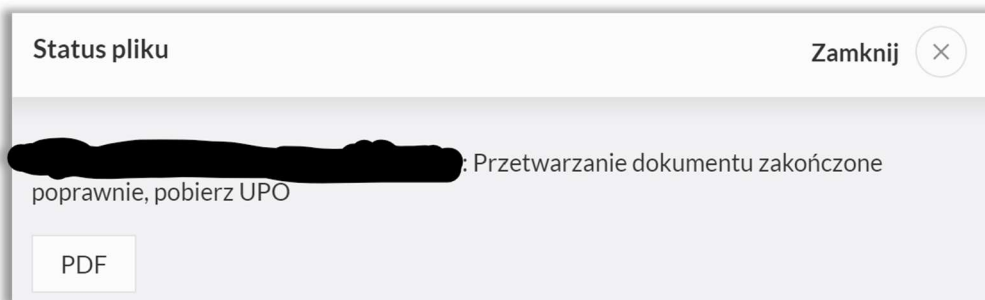 Status pliku
Zamknij
: Przetwarzanie dokumentu zakończone
poprawnie, pobierz UPO
PDF